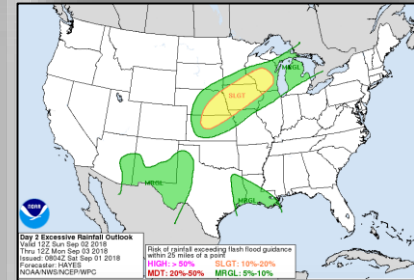 MRGL
SLGT
MRGL
MRGL
NOAA
Day 2 Excessive Rainfall Outlook
Valid 12Z Sun Sep 02 2018
Thru 12Z Mon Sep 03 2018
Issued: 0804Z Sat Sep 01 2018
Forecaster: HAYES
NOAA/NWS/NCEP/WPC
Risk of rainfall exceeding flash flood guidance
within 25 miles of a point
HIGH: > 50% SLGT: 10%-20%
MDT: 20%-50% MRGL: 5%-10%